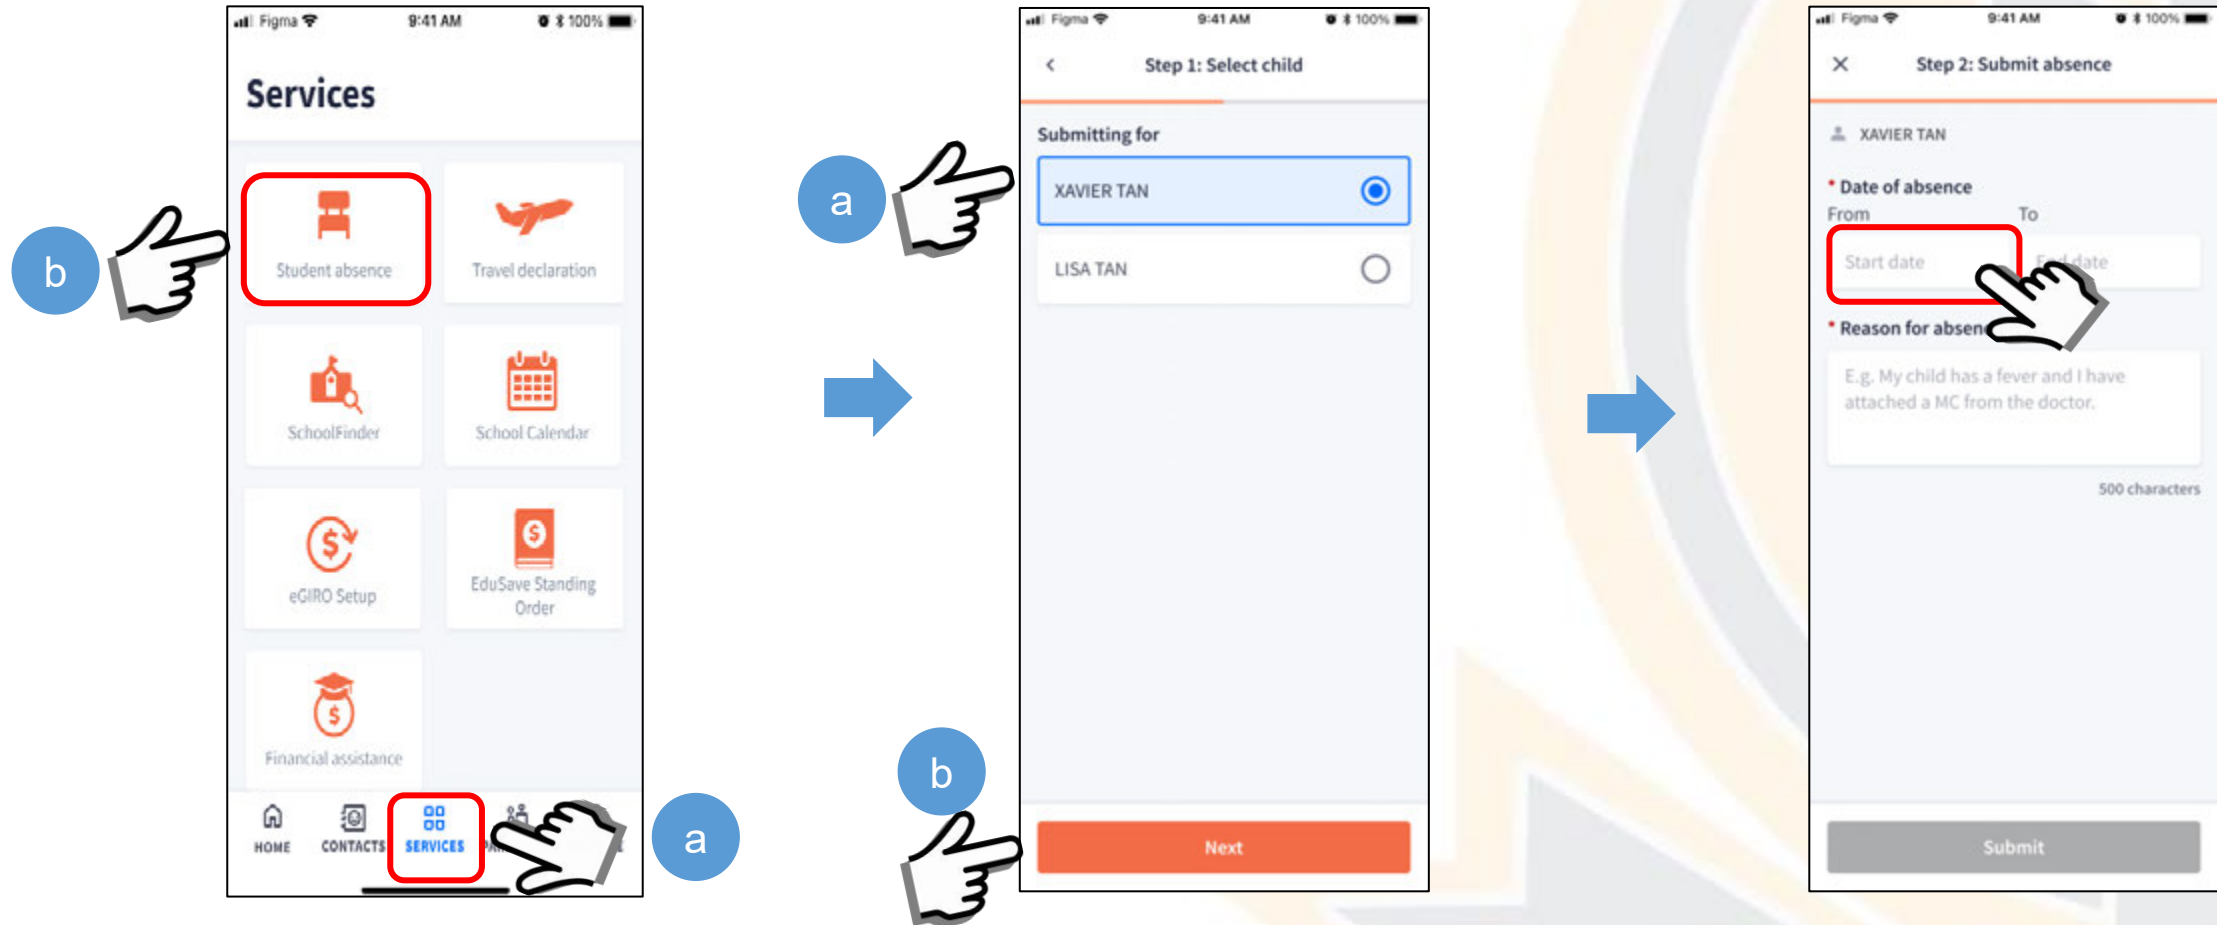 Figma 9:41 AM 100%
Services
b
Student absence
Travel declaration
SchoolFinder
School Calendar
eGIRO Setup
EduSave Standing
Order
Financial assistance
HOME CONTACTS SERVICES
a
Figma 9:41 AM 100%
Step 1: Select child
Submitting for
a
XAVIER TAN
LISA TAN
b
Next
Figma 9:41 AM 100%
Step 2: Submit absence
XAVIER TAN
* Date of absence
From To
Start date
End date
* Reason for absen
E.g. My child has a fever and I have
attached a MC from the doctor.
500 characters
Submit